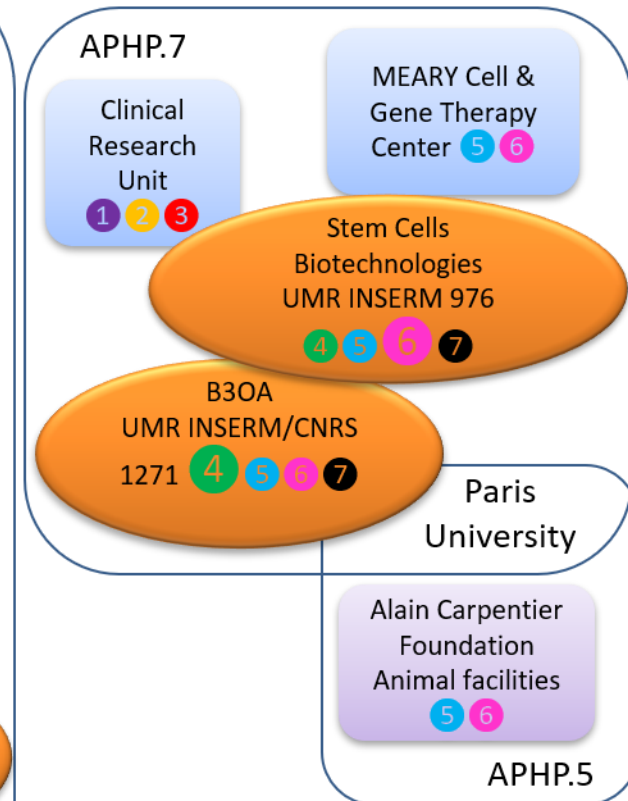 APHP.7
Clinical
Research
Unit
1 2 3
MEARY Cell &
Gene Therapy
Center 5 6
Stem Cells
Biotechnologies
UMR INSERM 976
4 5 6 7
B3OA
UMR INSERM/CNRS
1271 4 5 6 7
Paris
University
Alain Carpentier
Foundation
Animal facilities
5 6
APHP.5